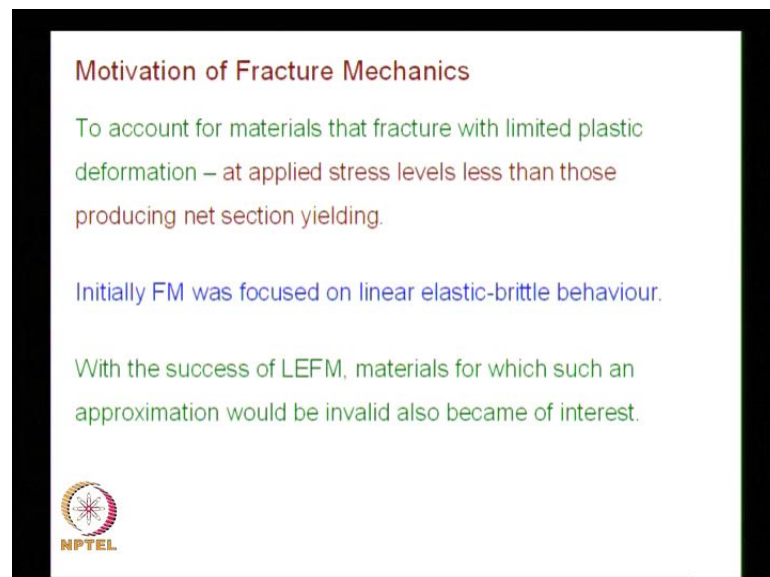 Motivation of Fracture Mechanics
To account for materials that fracture with limited plastic
deformation – at applied stress levels less than those
producing net section yielding.
Initially FM was focused on linear elastic-brittle behaviour.
With the success of LEFM, materials for which such an
approximation would be invalid also became of interest.
NPTEL